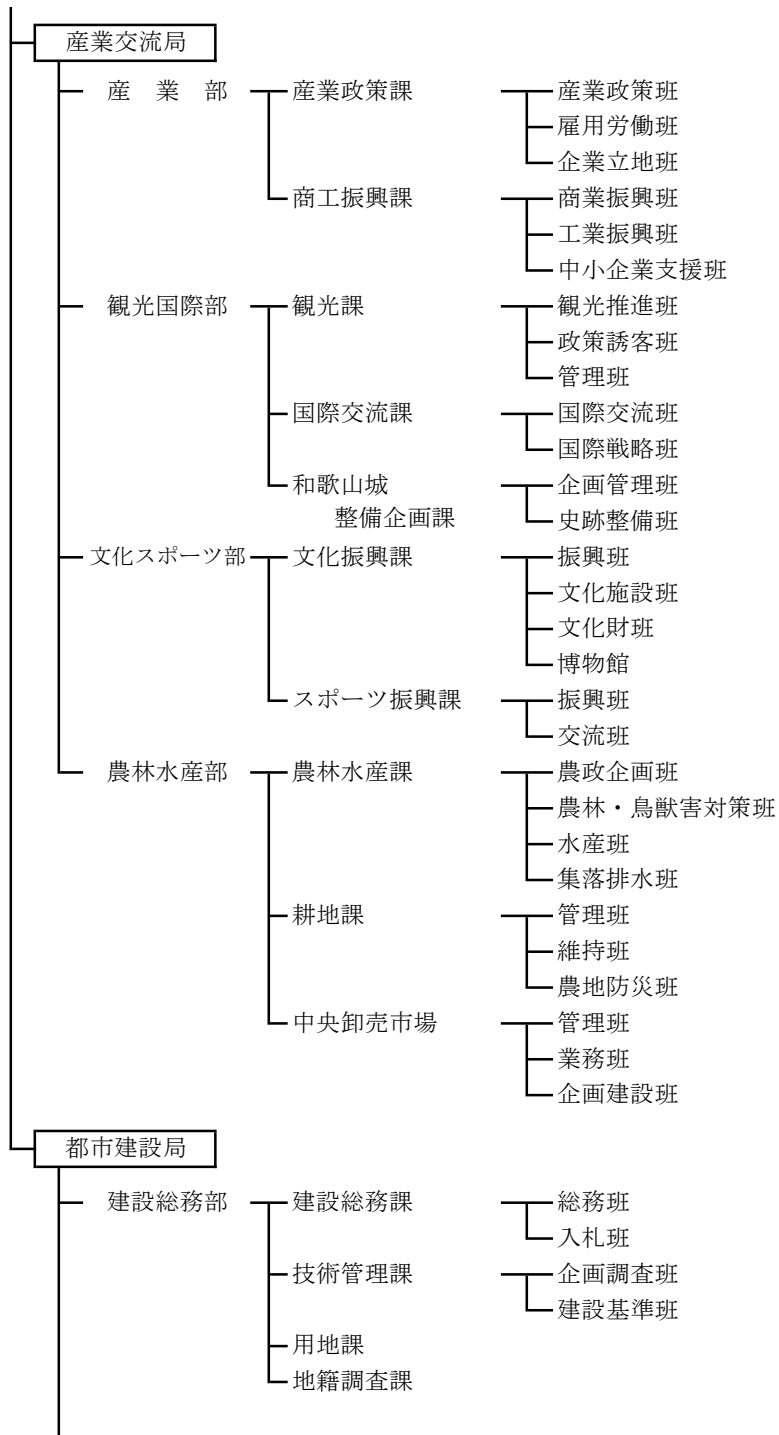 産業交流局
産業部 産業政策課 産業政策班
雇用労働班
企業立地班
商工振興課 商業振興班
工業振興班
中小企業支援班
観光国際部 観光課 観光推進班
政策誘客班
管理班
国際交流課 国際交流班
国際戦略班
和歌山城 企画管理班
整備企画課 史跡整備班
文化スポーツ部 文化振興課 振興班
文化施設班
文化財班
博物館
スポーツ振興課 振興班
交流班
農林水産部 農林水産課 農政企画班
農林・鳥獣害対策班
水産班
集落排水班
耕地課 管理班
維持班
農地防災班
中央卸売市場 管理班
業務班
企画建設班
都市建設局
建設総務部 建設総務課 総務班
入札班
技術管理課 企画調査班
建設基準班
用地課
地籍調査課